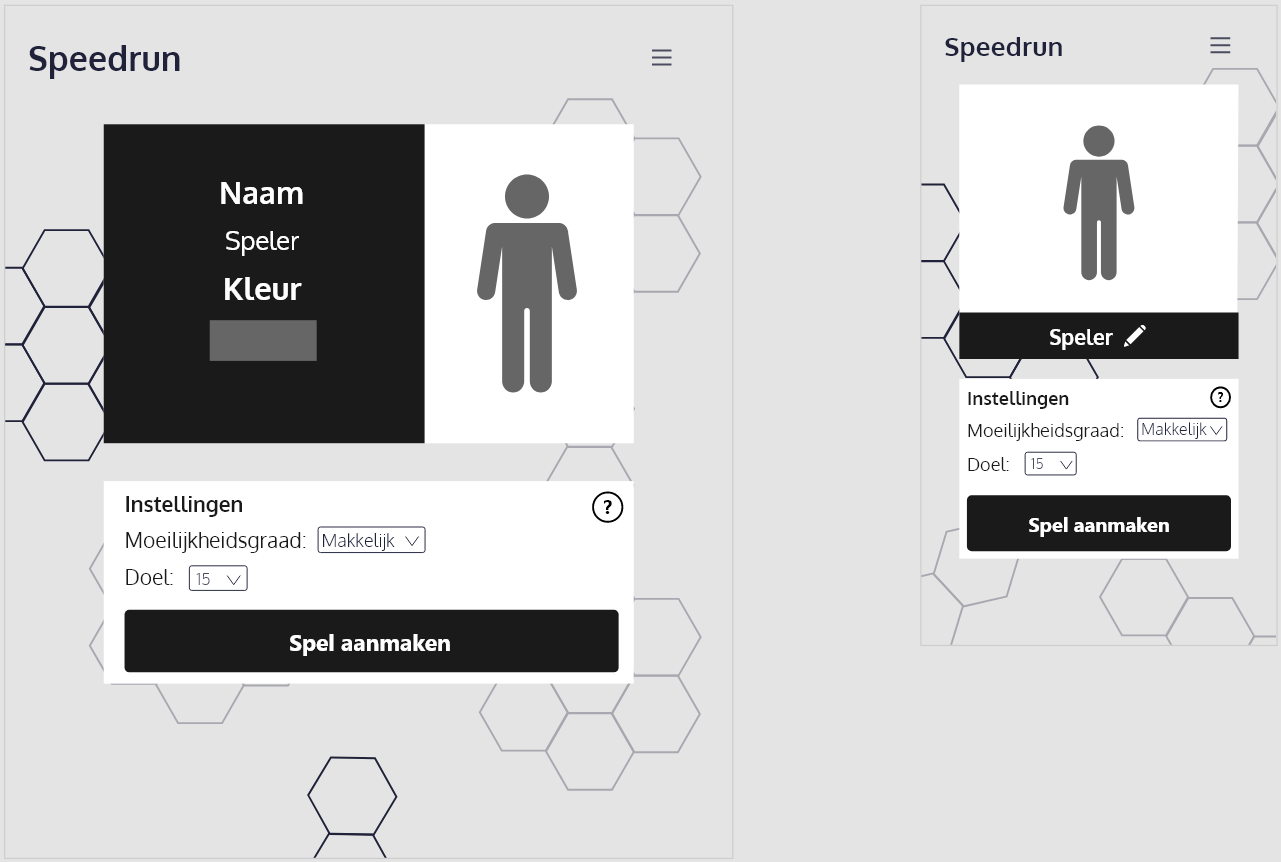 Speedrun
Naam
Speler
Kleur
Instellingen
?
Moeilijkheidsgraad: Makkelijk
Doel: 15
Spel aanmaken
Speedrun
Speler
Instellingen
?
Moeilijkheidsgraad: Makkelijk
Doel: 15
Spel aanmaken